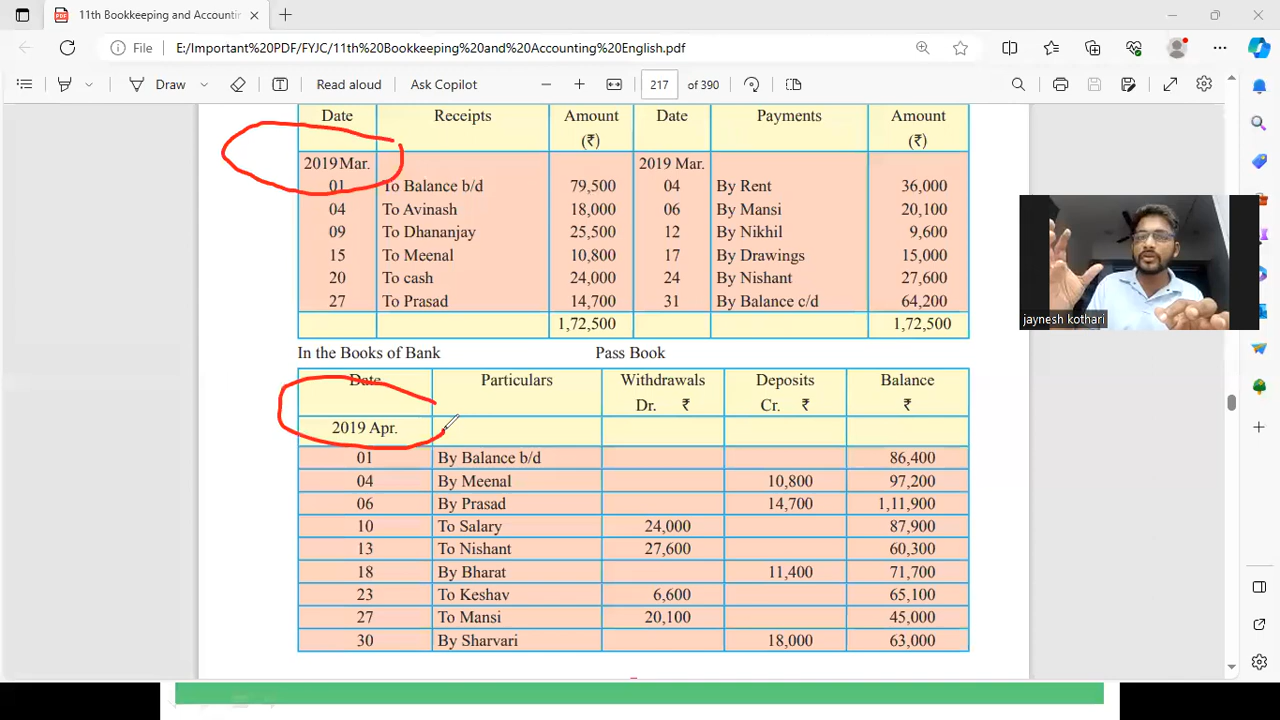 11th Bookkeeping and Accountin
File E:/Important%20PDF/FYJC/11th%20Bookkeeping%20and%20Accounting%20English.pdf
Draw Read aloud Ask Copilot 217 of 390
Date Receipts Amount Date Payments Amount
(₹) (₹)
2019 Mar. 2019 Mar.
01 To Balance b/d 79,500 04 By Rent 36,000
04 To Avinash 18,000 06 By Mansi 20,100
09 To Dhananjay 25,500 12 By Nikhil 9,600
15 To Meenal 10,800 17 By Drawings 15,000
20 To cash 24,000 24 By Nishant 27,600
27 To Prasad 14,700 31 By Balance c/d 64,200
1,72,500 1,72,500
jaynesh kothari
In the Books of Bank Pass Book
Date Particulars Withdrawals Deposits Balance
Dr. ₹ Cr. ₹ ₹
2019 Apr.
01 By Balance b/d 86,400
04 By Meenal 10,800 97,200
06 By Prasad 14,700 1,11,900
10 To Salary 24,000 87,900
13 To Nishant 27,600 60,300
18 By Bharat 11,400 71,700
23 To Keshav 6,600 65,100
27 To Mansi 20,100 45,000
30 By Sharvari 18,000 63,000